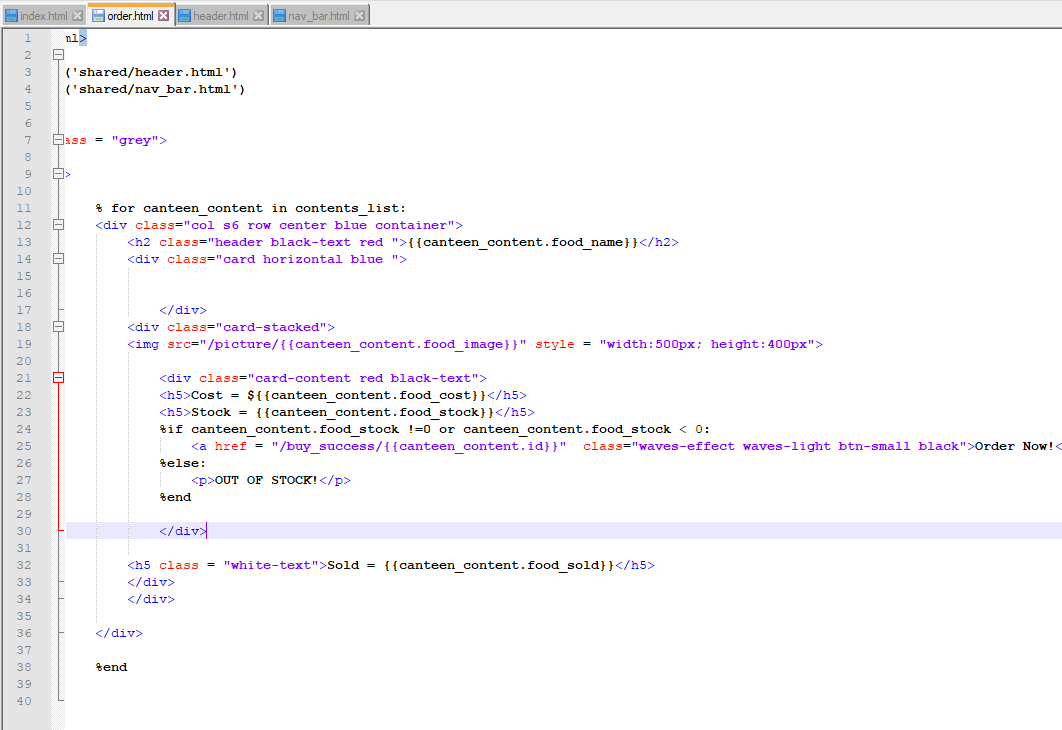 index.html order.html header.html nav_bar.html
1 ml>
2
3 ('shared/header.html')
4 ('shared/nav_bar.html')
5
6
7 ass = "grey">
8
9 >
10
11 % for canteen_content in contents_list:
12 <div class="col s6 row center blue container">
13 <h2 class="header black-text red ">{{canteen_content.food_name}}</h2>
14 <div class="card horizontal blue ">
15
16
17 </div>
18 <div class="card-stacked">
19 <img src="/picture/{{canteen_content.food_image}}" style = "width:500px; height:400px">
20
21 <div class="card-content red black-text">
22 <h5>Cost = ${{canteen_content.food_cost}}</h5>
23 <h5>Stock = {{canteen_content.food_stock}}</h5>
24 %if canteen_content.food_stock !=0 or canteen_content.food_stock < 0:
25 <a href = "/buy_success/{{canteen_content.id}}"  class="waves-effect waves-light btn-small black">Order Now!<
26 %else:
27 <p>OUT OF STOCK!</p>
28 %end
29
30 </div>
31
32 <h5 class = "white-text">Sold = {{canteen_content.food_sold}}</h5>
33 </div>
34 </div>
35
36 </div>
37
38 %end
39
40